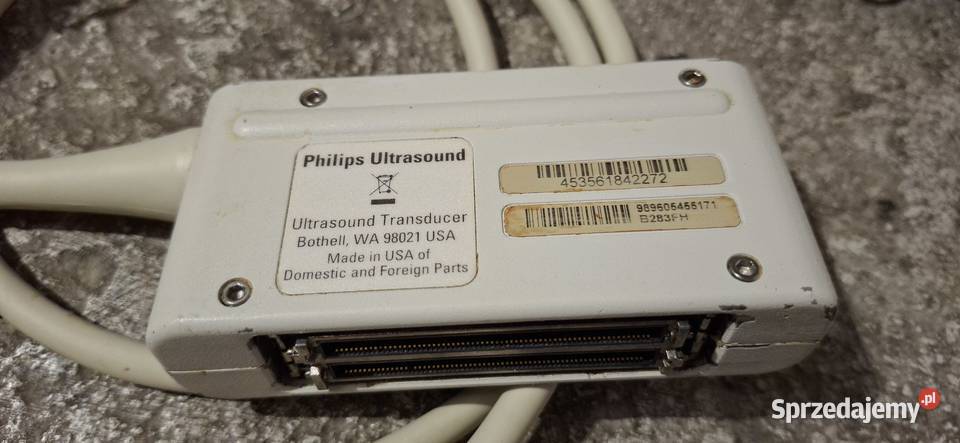 Philips Ultrasound
Ultrasound Transducer
Bothell, WA 98021 USA
Made in USA of
Domestic and Foreign Parts
453561842272
989605455171
B283FH
Sprzedajemy.pl